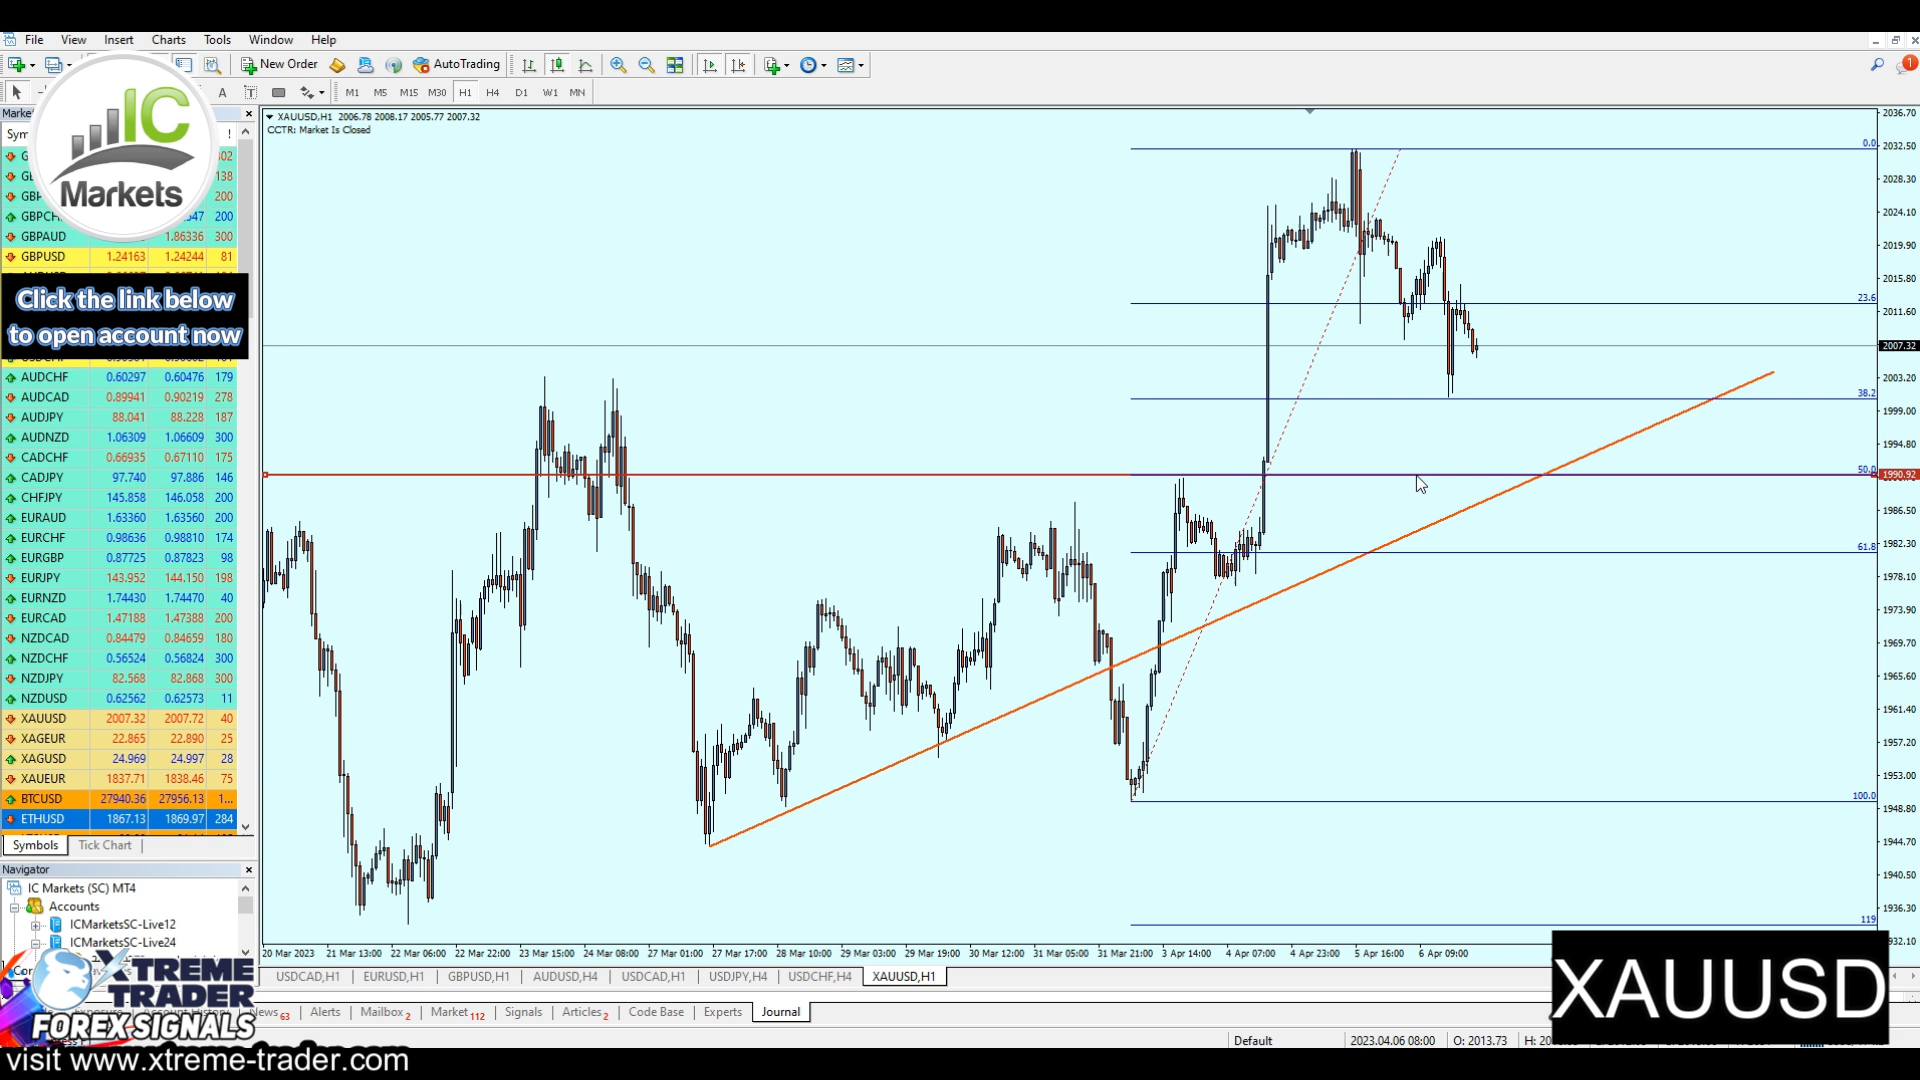 File View Insert Charts Tools Window Help
New Order AutoTrading
A T M1 M5 M15 M30 H1 H4 D1 W1 MN
IC
Markets
Click the link below
to open account now
GBPCH 547 200
GBPAUD 1.86336 300
GBPUSD 1.24163 1.24244 81
AUDCHF 0.60297 0.60476 179
AUDCAD 0.89941 0.90219 278
AUDJPY 88.041 88.228 187
AUDNZD 1.06309 1.06609 300
CADCHF 0.66935 0.67110 175
CADJPY 97.740 97.886 146
CHFJPY 145.858 146.058 200
EURAUD 1.63360 1.63560 200
EURCHF 0.98636 0.98810 174
EURGBP 0.87725 0.87823 98
EURJPY 143.952 144.150 198
EURNZD 1.74430 1.74470 40
EURCAD 1.47188 1.47388 200
NZDCAD 0.84479 0.84659 180
NZDCHF 0.56524 0.56824 300
NZDJPY 82.568 82.868 300
NZDUSD 0.62562 0.62573 11
XAUUSD 2007.32 2007.72 40
XAGEUR 22.865 22.890 25
XAGUSD 24.969 24.997 28
XAUEUR 1837.71 1838.46 75
BTCUSD 27940.36 27956.13 1...
ETHUSD 1867.13 1869.97 284
Symbols Tick Chart
Navigator
IC Markets (SC) MT4
Accounts
ICMarketsSC-Live12
ICMarketsSC-Live24
XAUUSD,H1 2006.78 2008.17 2005.77 2007.32
CCTR: Market Is Closed
0.0
23.6
38.2
50.0
61.8
100.0
119
2036.70
2032.50
2028.30
2024.10
2019.90
2015.80
2011.60
2007.32
2003.20
1999.00
1994.80
1990.92
1986.50
1982.30
1978.10
1973.90
1969.70
1965.60
1961.40
1957.20
1953.00
1948.80
1944.70
1940.50
1936.30
1932.10
20 Mar 2023 21 Mar 13:00 22 Mar 06:00 22 Mar 22:00 23 Mar 15:00 24 Mar 08:00 27 Mar 01:00 27 Mar 17:00 28 Mar 10:00 29 Mar 03:00 29 Mar 19:00 30 Mar 12:00 31 Mar 05:00 31 Mar 21:00 3 Apr 14:00 4 Apr 07:00 4 Apr 23:00 5 Apr 16:00 6 Apr 09:00
USDCAD,H1 EURUSD,H1 GBPUSD,H1 AUDUSD,H4 USDCAD,H1 USDJPY,H4 USDCHF,H4 XAUUSD,H1
News 63 Alerts Mailbox 2 Market 112 Signals Articles 2 Code Base Experts Journal
Default 2023.04.06 08:00 O: 2013.73
XTREME
TRADER
FOREX SIGNALS
visit www.xtreme-trader.com
XAUUSD